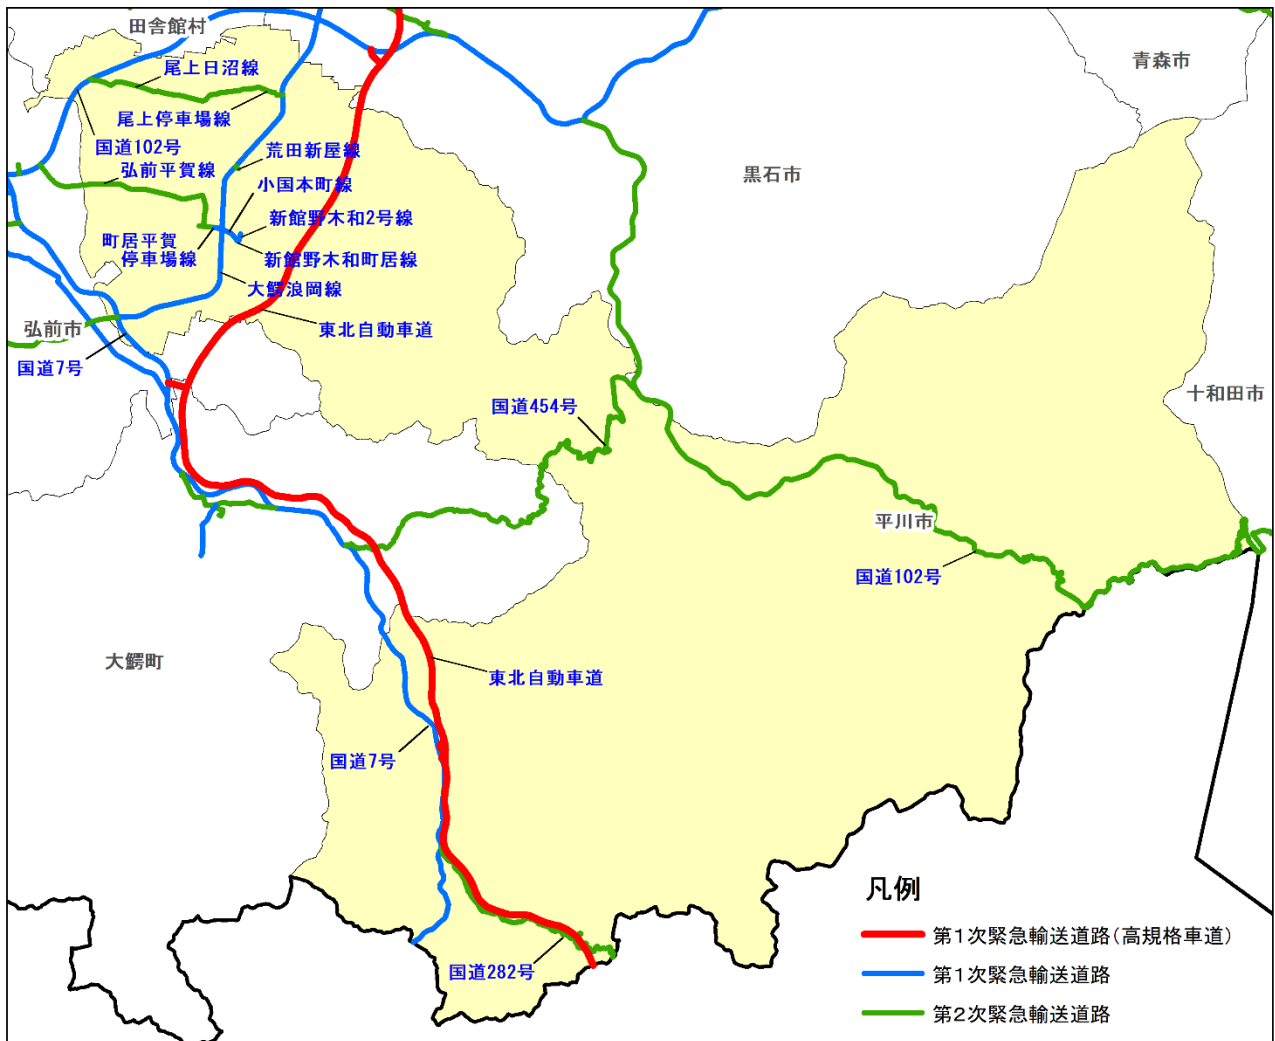 田舎館村
青森市
尾上日沼線
尾上停車場線
国道102号
荒田新屋線
弘前平賀線
黒石市
小国本町線
新館野木和2号線
町居平賀
停車場線
新館野木和町居線
大鰐浪岡線
弘前市
東北自動車道
国道7号
十和田市
国道454号
平川市
国道102号
大鰐町
東北自動車道
国道7号
国道282号
凡例
第1次緊急輸送道路（高規格車道）
第1次緊急輸送道路
第2次緊急輸送道路